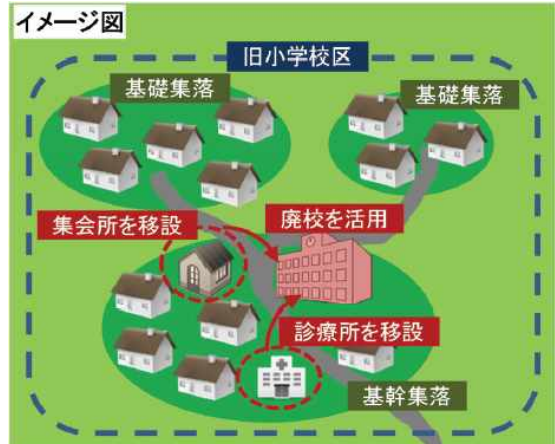 イメージ図
旧小学校区
基礎集落
基礎集落
集会所を移設
廃校を活用
診療所を移設
基幹集落